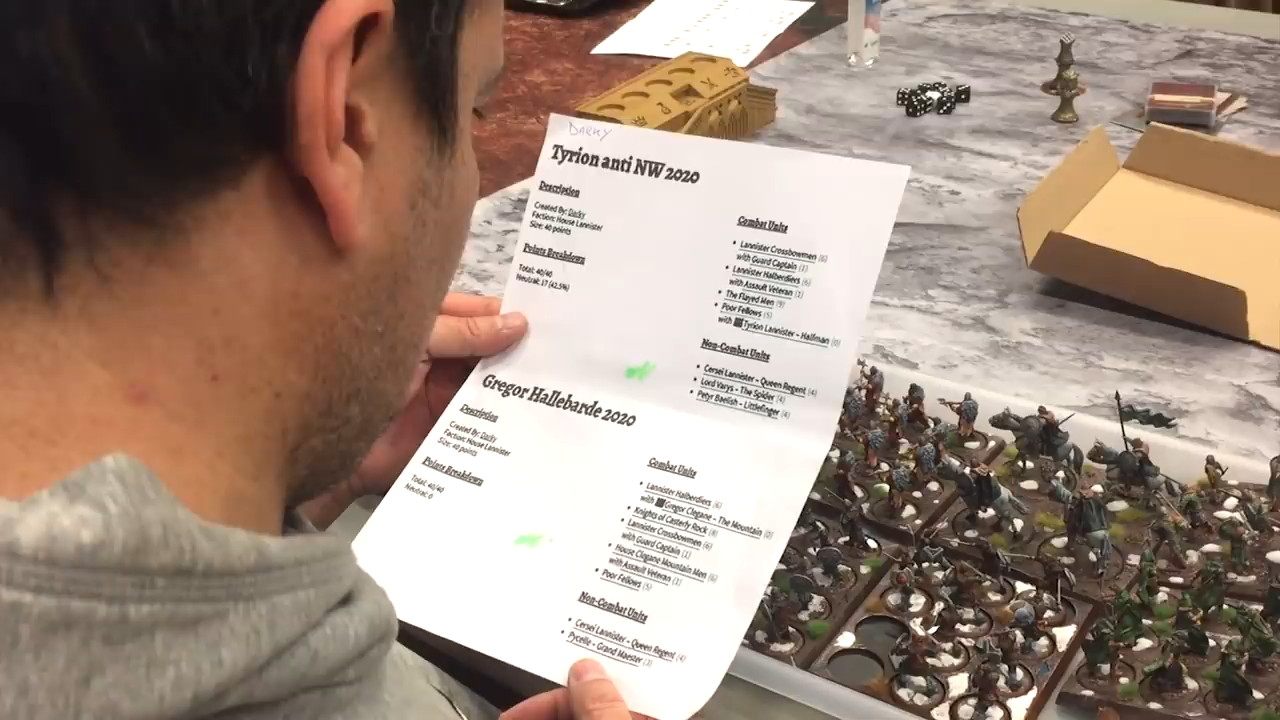 DARKY
Tyrion anti NW 2020
Description
Created By: Darky
Faction: House Lannister
Size: 40 points
Points Breakdown
Total: 40/40
Neutral: 17 (42.5%)
Combat Units
• Lannister Crossbowmen (6)
with Guard Captain (1)
• Lannister Halberdiers (6)
with Assault Veteran (1)
• The Flayed Men (9)
• Poor Fellows (5)
with Tyrion Lannister - Halfman (0)
Non-Combat Units
• Cersei Lannister - Queen Regent (4)
• Lord Varys - The Spider (4)
• Petyr Baelish - Littlefinger (4)
Gregor Hallebarde 2020
Description
Created By: Darky
Faction: House Lannister
Size: 40 points
Points Breakdown
Total: 40/40
Neutral: 0
Combat Units
• Lannister Halberdiers (6)
with Gregor Clegane - The Mountain (0)
• Knights of Casterly Rock (8)
• Lannister Crossbowmen (6)
with Guard Captain (1)
• House Clegane Mountain Men (6)
with Assault Veteran (1)
• Poor Fellows (5)
Non-Combat Units
• Cersei Lannister - Queen Regent (4)
• Pycelle - Grand Maester (3)